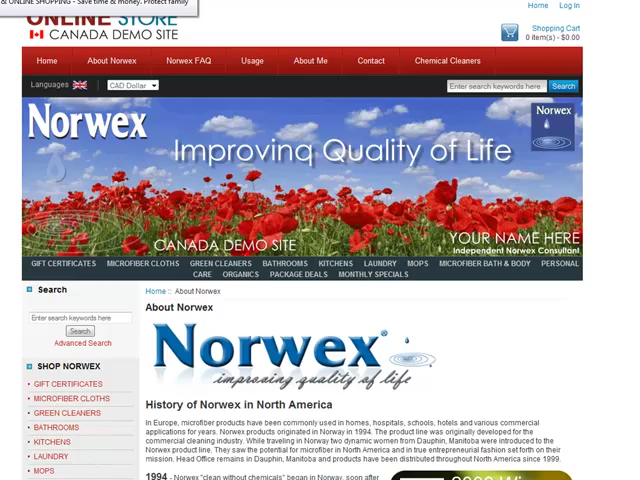 & ONLINE SHOPPING - Save time & money. Protect family
ONLINE STORE
CANADA DEMO SITE
Home Log In
Shopping Cart
0 item(s) - $0.00
Home About Norwex Norwex FAQ Usage About Me Contact Chemical Cleaners
Languages CAD Dollar Enter search keywords here Search
Norwex
Norwex
Improving Quality of Life
CANADA DEMO SITE
YOUR NAME HERE
Independent Norwex Consultant
GIFT CERTIFICATES MICROFIBER CLOTHS GREEN CLEANERS BATHROOMS KITCHENS LAUNDRY MOPS MICROFIBER BATH & BODY PERSONAL
CARE ORGANICS PACKAGE DEALS MONTHLY SPECIALS
Search
Enter search keywords here
Search
Advanced Search
SHOP NORWEX
GIFT CERTIFICATES
MICROFIBER CLOTHS
GREEN CLEANERS
BATHROOMS
KITCHENS
LAUNDRY
MOPS
Home :: About Norwex
About Norwex
Norwex®
improving quality of life
History of Norwex in North America
In Europe, microfiber products have been commonly used in homes, hospitals, schools, hotels and various commercial
applications for years. Norwex products originated in Norway in 1994. The product line was originally developed for the
commercial cleaning industry. While traveling in Norway two dynamic women from Dauphin, Manitoba were introduced to the
Norwex product line. They saw the potential for microfiber in North America and in true entrepreneurial fashion set forth on their
mission. Head Office remains in Dauphin, Manitoba and products have been distributed throughout North America since 1999.
1994 - Norwex "clean without chemicals" began in Norway, soon after